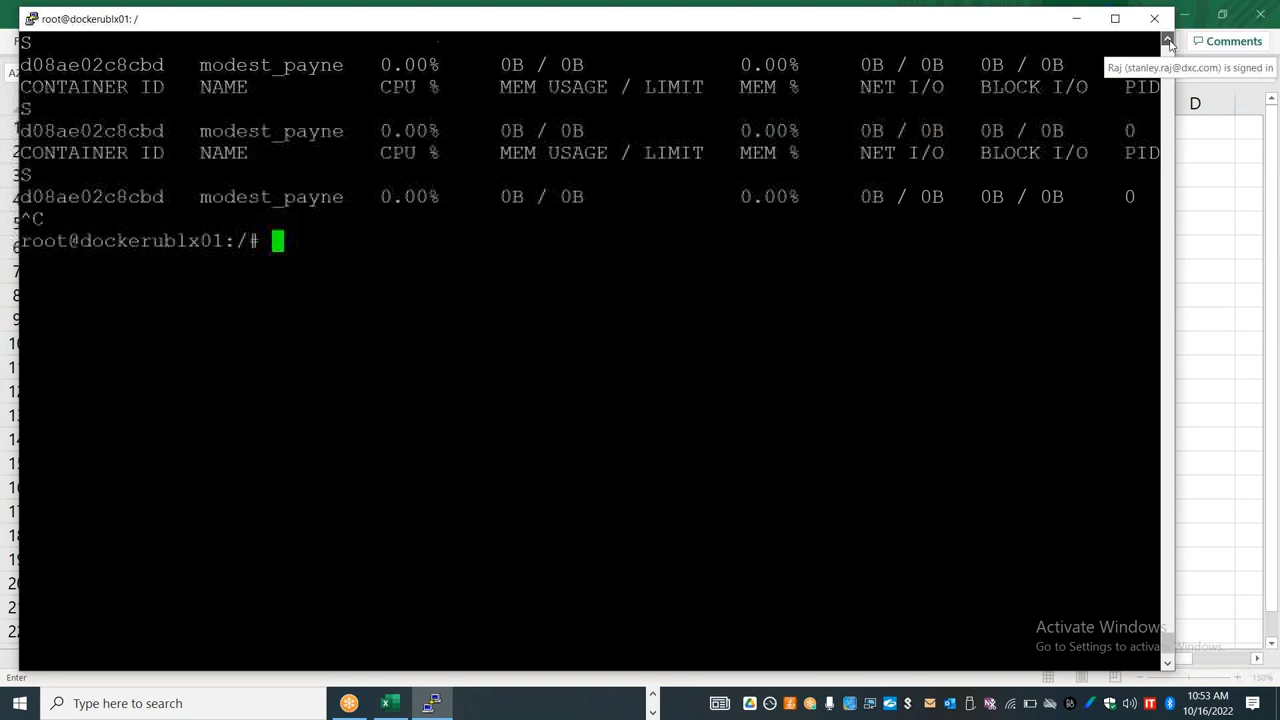 root@dockerublx01: /
Comments
S
Raj (stanley.raj@dxc.com) is signed in
d08ae02c8cbd modest_payne 0.00% 0B / 0B 0.00% 0B / 0B 0B / 0B
CONTAINER ID NAME CPU % MEM USAGE / LIMIT MEM % NET I/O BLOCK I/O PID
S
D
d08ae02c8cbd modest_payne 0.00% 0B / 0B 0.00% 0B / 0B 0B / 0B 0
CONTAINER ID NAME CPU % MEM USAGE / LIMIT MEM % NET I/O BLOCK I/O PID
S
d08ae02c8cbd modest_payne 0.00% 0B / 0B 0.00% 0B / 0B 0B / 0B 0
^C
root@dockerublx01:/#
Activate Windows
Go to Settings to activate Windows.
Enter
150%
Type here to search
10:53 AM
10/16/2022